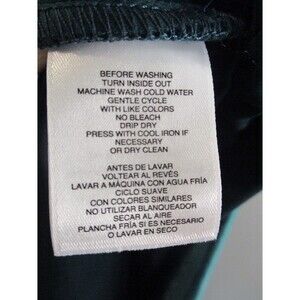 BEFORE WASHING
TURN INSIDE OUT
MACHINE WASH COLD WATER
GENTLE CYCLE
WITH LIKE COLORS
NO BLEACH
DRIP DRY
PRESS WITH COOL IRON IF
NECESSARY
OR DRY CLEAN
ANTES DE LAVAR
VOLTEAR AL REVÉS
LAVAR A MÁQUINA CON AGUA FRÍA
CICLO SUAVE
CON COLORES SIMILARES
NO UTILIZAR BLANQUEADOR
SECAR AL AIRE
PLANCHA FRÍA SI ES NECESARIO
O LAVAR EN SECO